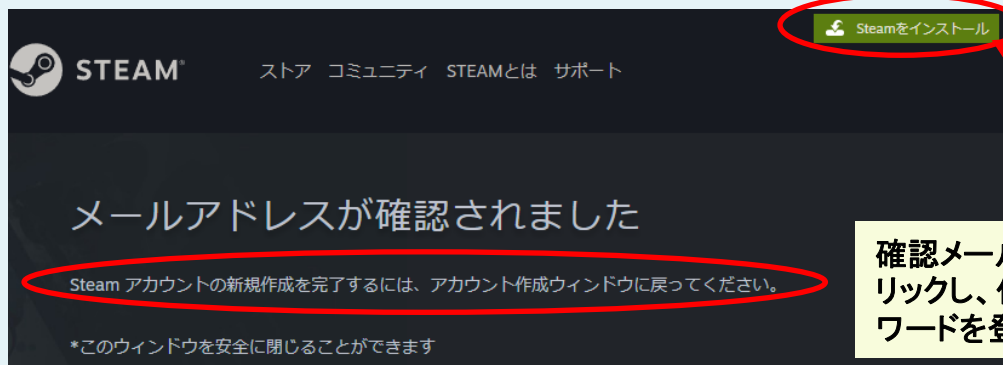 Steamをインストール
STEAM® ストア コミュニティ STEAMとは サポート
メールアドレスが確認されました
Steam アカウントの新規作成を完了するには、アカウント作成ウィンドウに戻ってください。
*このウィンドウを安全に閉じることができます
確認メール
リックし、
ワードを登